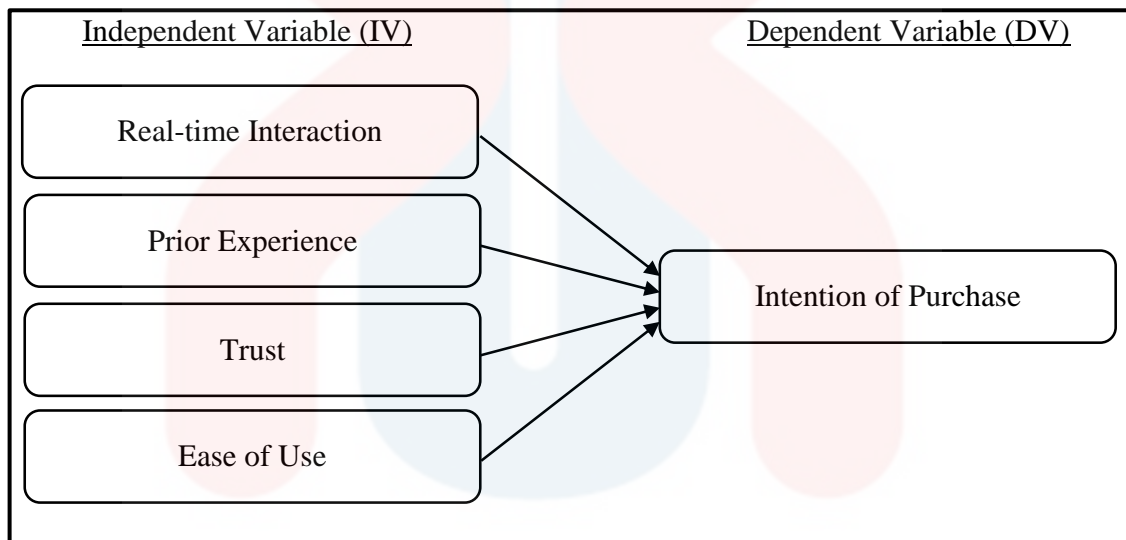 Independent Variable (IV)
Dependent Variable (DV)
Real-time Interaction
Prior Experience
Trust
Ease of Use
Intention of Purchase